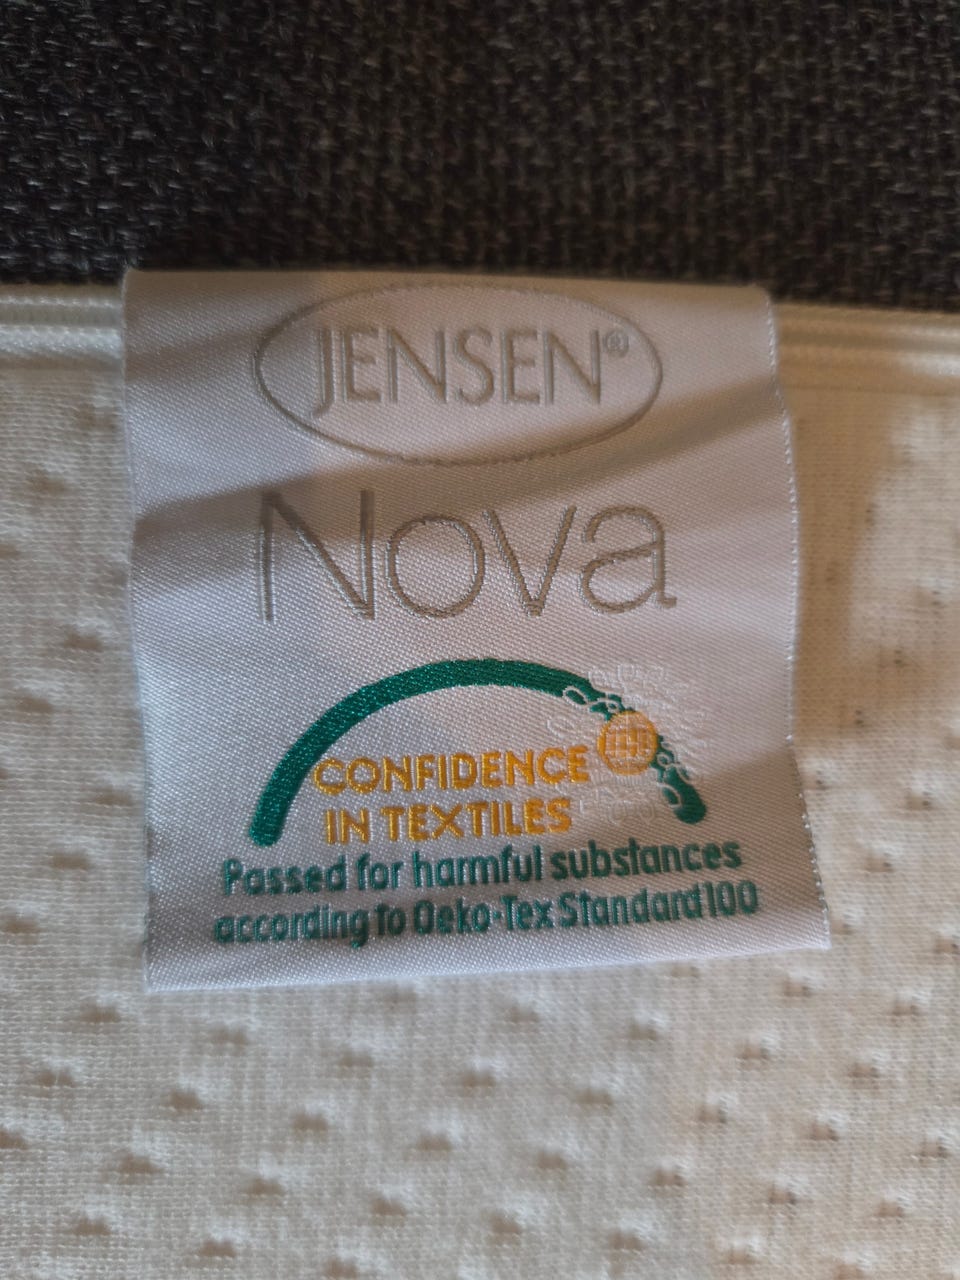 JENSEN®
Nova
CONFIDENCE
IN TEXTILES
Passed for harmful substances
according to Oeko-Tex Standard 100